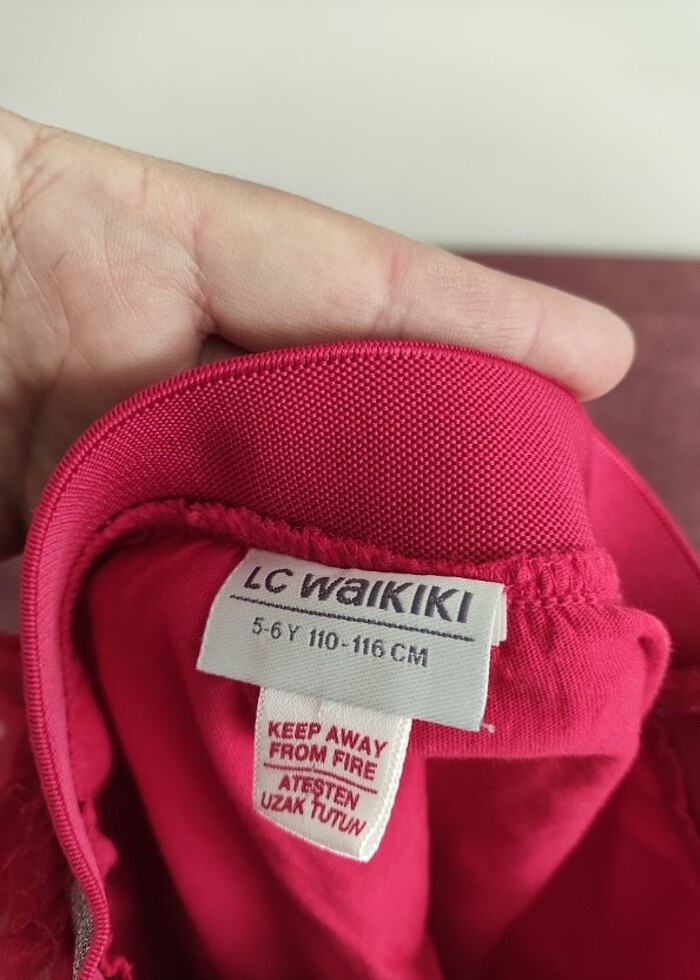 LC WAIKIKI
5-6 Y 110-116 CM
KEEP AWAY
FROM FIRE
ATEŞTEN
UZAK TUTUN